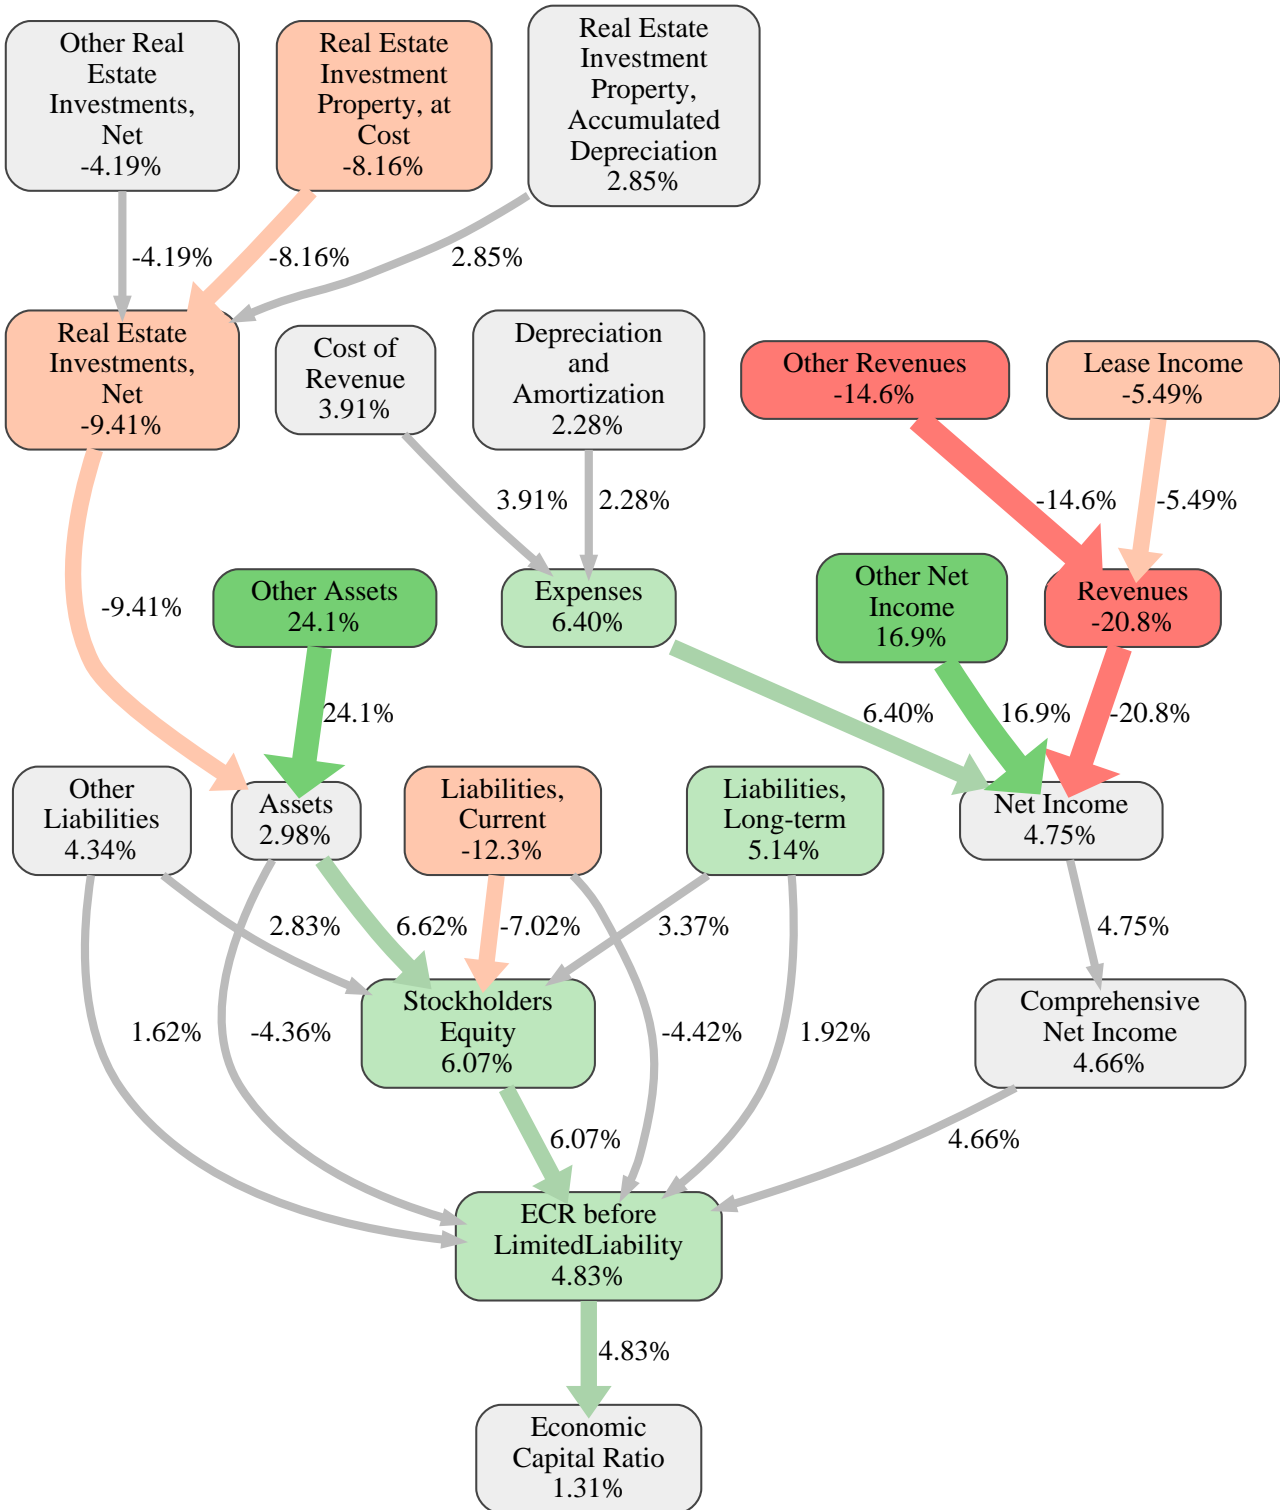 Other Real
Estate
Investments,
Net
-4.19%
Real Estate
Investment
Property, at
Cost
-8.16%
Real Estate
Investment
Property,
Accumulated
Depreciation
2.85%
-4.19%
-8.16%
2.85%
Real Estate
Investments,
Net
-9.41%
Cost of
Revenue
3.91%
Depreciation
and
Amortization
2.28%
Other Revenues
-14.6%
Lease Income
-5.49%
3.91%
2.28%
-14.6%
-5.49%
-9.41%
Other Assets
24.1%
Expenses
6.40%
Other Net
Income
16.9%
Revenues
-20.8%
24.1%
6.40%
16.9%
-20.8%
Other
Liabilities
4.34%
Assets
2.98%
Liabilities,
Current
-12.3%
Liabilities,
Long-term
5.14%
Net Income
4.75%
2.83%
6.62%
-7.02%
3.37%
4.75%
1.62%
-4.36%
Stockholders
Equity
6.07%
-4.42%
1.92%
Comprehensive
Net Income
4.66%
6.07%
4.66%
ECR before
LimitedLiability
4.83%
4.83%
Economic
Capital Ratio
1.31%